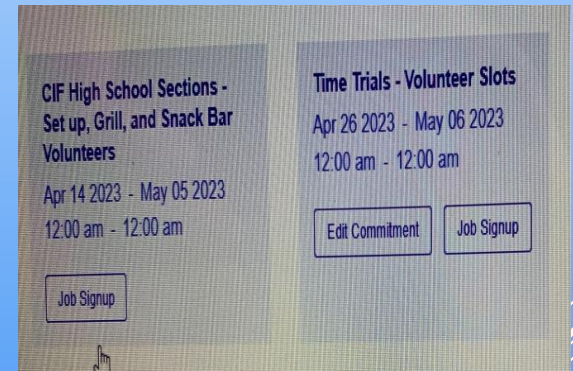 CIF High School Sections -
Set up, Grill, and Snack Bar
Volunteers
Apr 14 2023 - May 05 2023
12:00 am - 12:00 am
Job Signup
Time Trials - Volunteer Slots
Apr 26 2023 - May 06 2023
12:00 am - 12:00 am
Edit Commitment
Job Signup